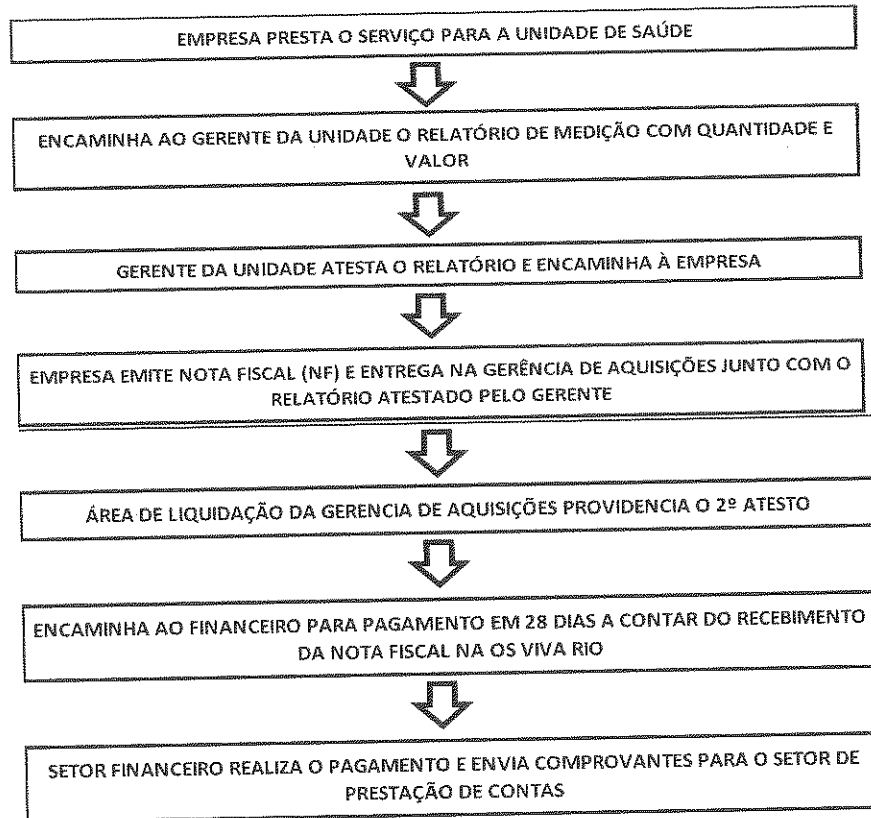 EMPRESA PRESTA O SERVIÇO PARA A UNIDADE DE SAÚDE
ENCAMINHA AO GERENTE DA UNIDADE O RELATÓRIO DE MEDIÇÃO COM QUANTIDADE E
VALOR
GERENTE DA UNIDADE ATESTA O RELATÓRIO E ENCAMINHA À EMPRESA
EMPRESA EMITE NOTA FISCAL (NF) E ENTREGA NA GERÊNCIA DE AQUISIÇÕES JUNTO COM O
RELATÓRIO ATESTADO PELO GERENTE
ÁREA DE LIQUIDAÇÃO DA GERENCIA DE AQUISIÇÕES PROVIDENCIA O 2º ATESTO
ENCAMINHA AO FINANCEIRO PARA PAGAMENTO EM 28 DIAS A CONTAR DO RECEBIMENTO
DA NOTA FISCAL NA OS VIVA RIO
SETOR FINANCEIRO REALIZA O PAGAMENTO E ENVIA COMPROVANTES PARA O SETOR DE
PRESTAÇÃO DE CONTAS